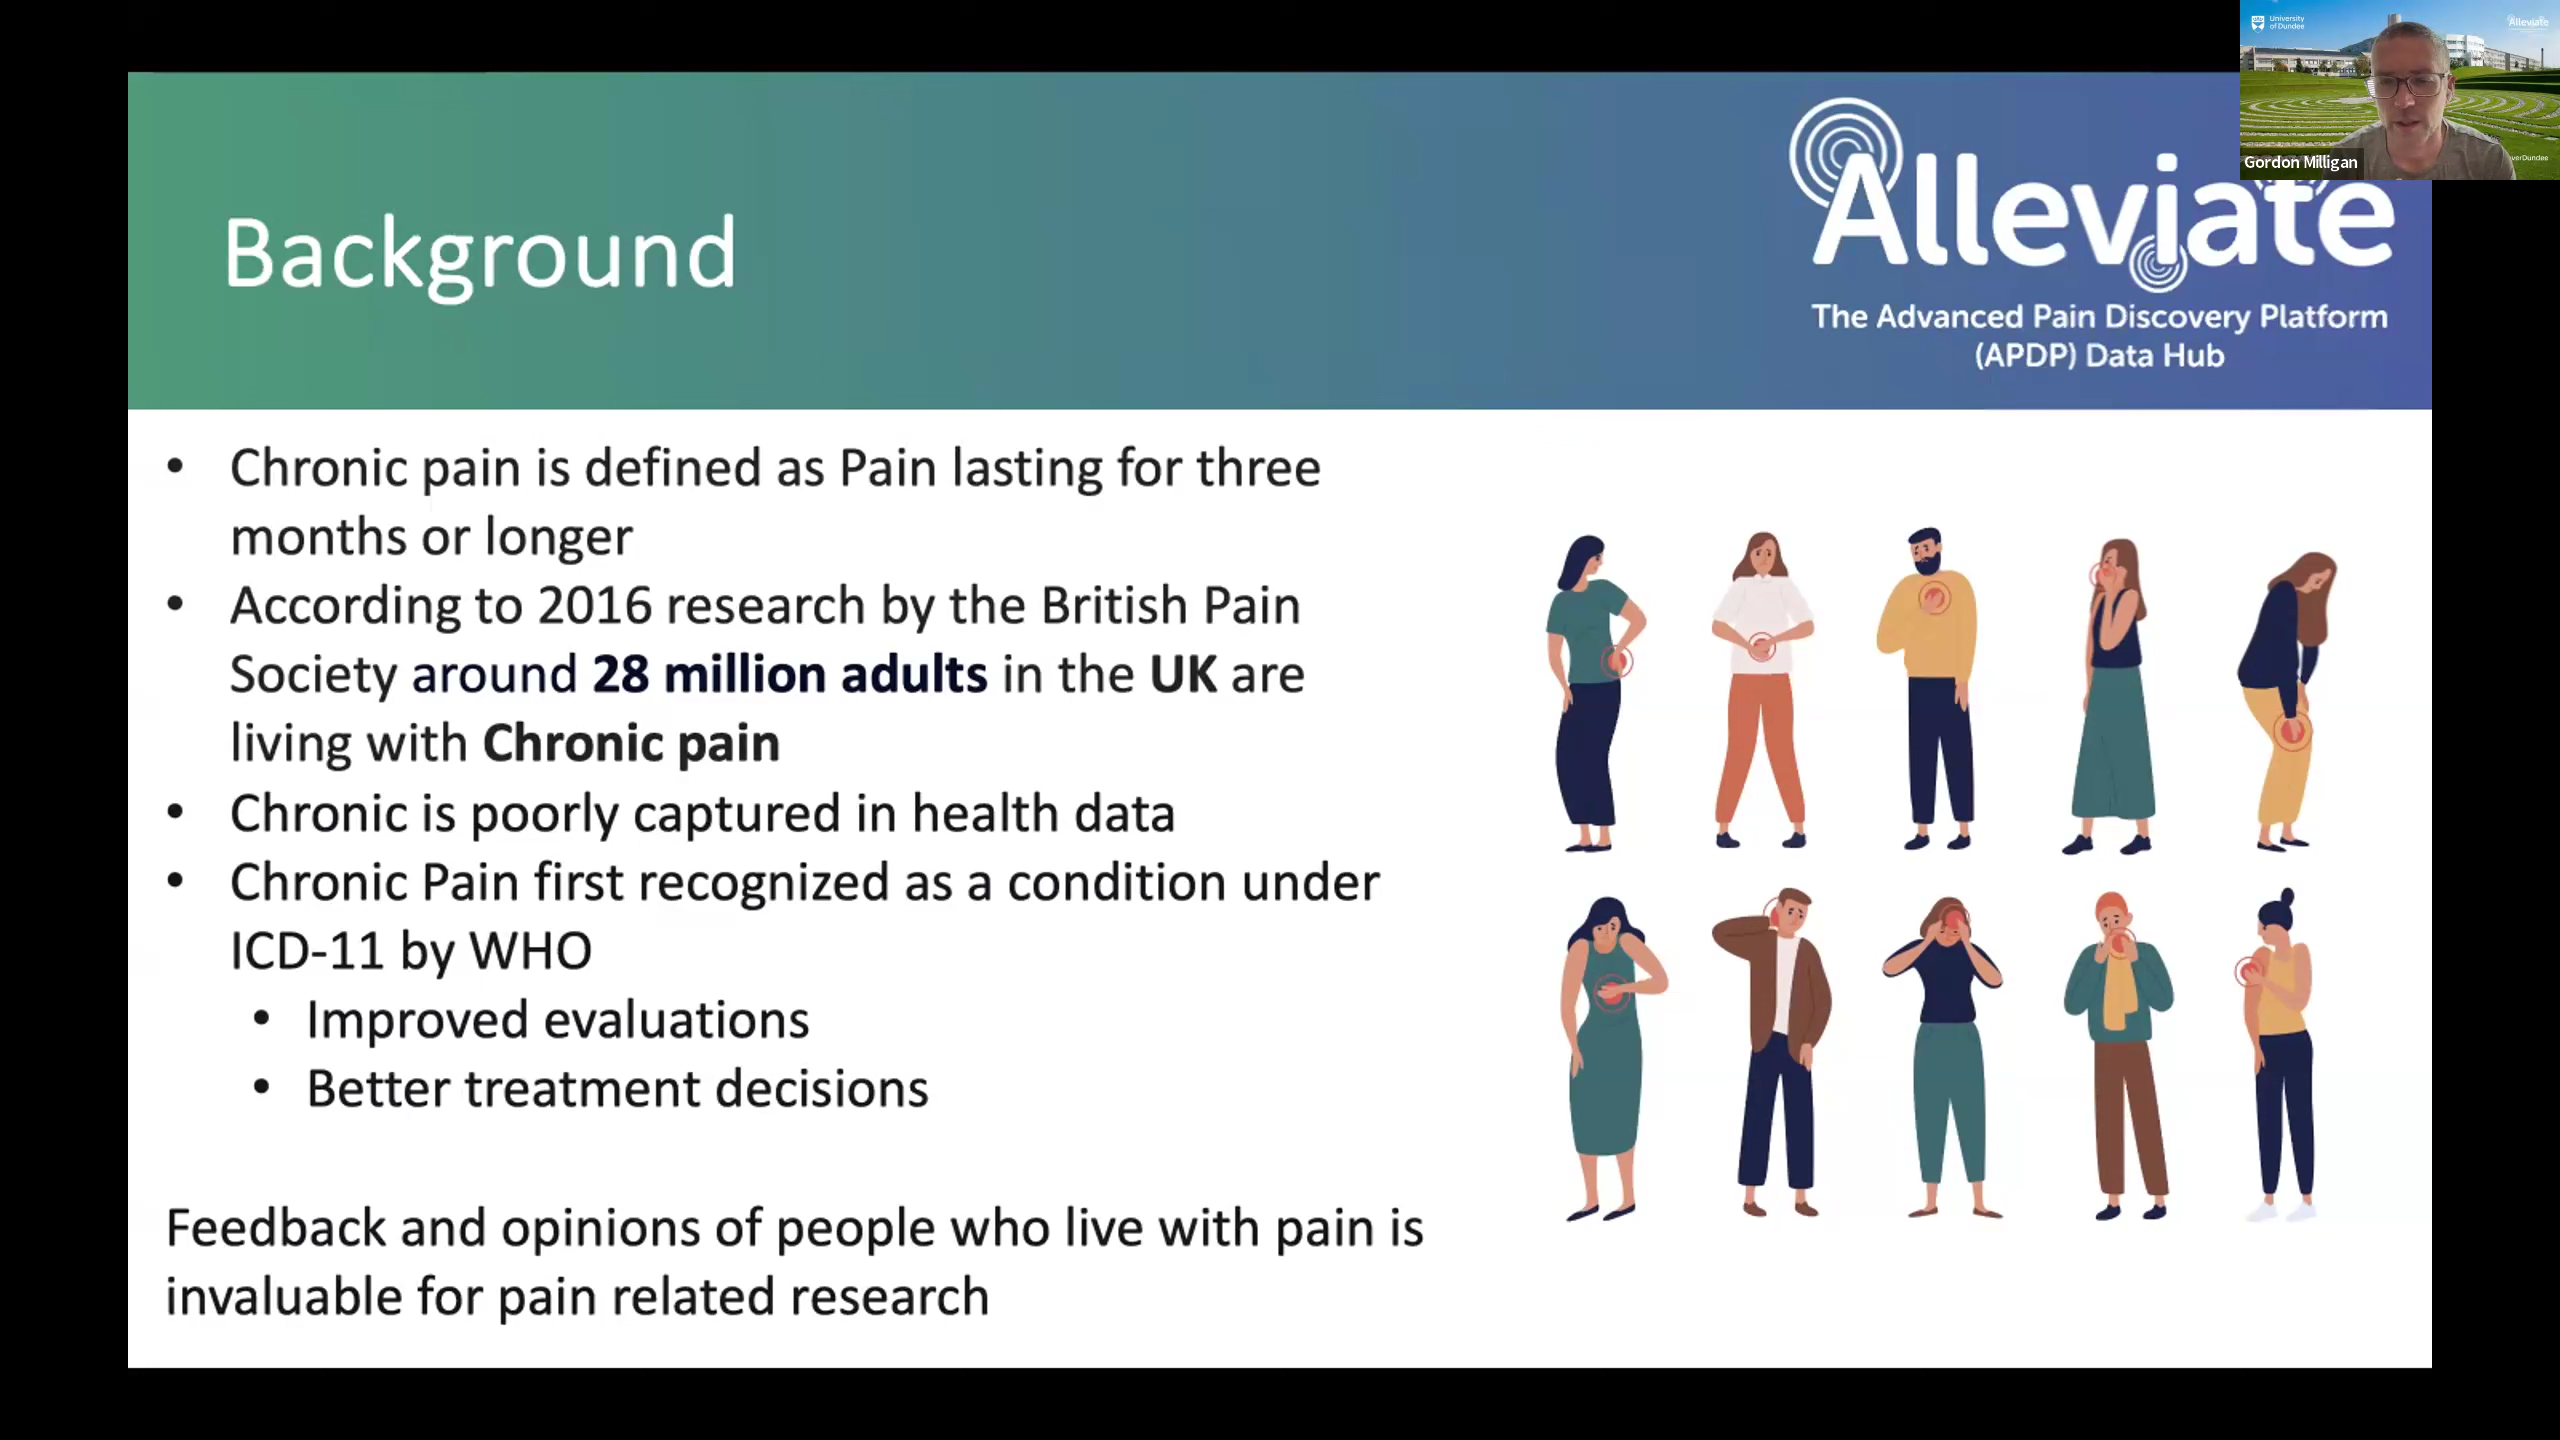 University
of Dundee
Alleviate
Gordon Milligan
Background
Alleviate
The Advanced Pain Discovery Platform
(APDP) Data Hub
• Chronic pain is defined as Pain lasting for three
months or longer
• According to 2016 research by the British Pain
Society around 28 million adults in the UK are
living with Chronic pain
• Chronic is poorly captured in health data
• Chronic Pain first recognized as a condition under
ICD-11 by WHO
• Improved evaluations
• Better treatment decisions
Feedback and opinions of people who live with pain is
invaluable for pain related research